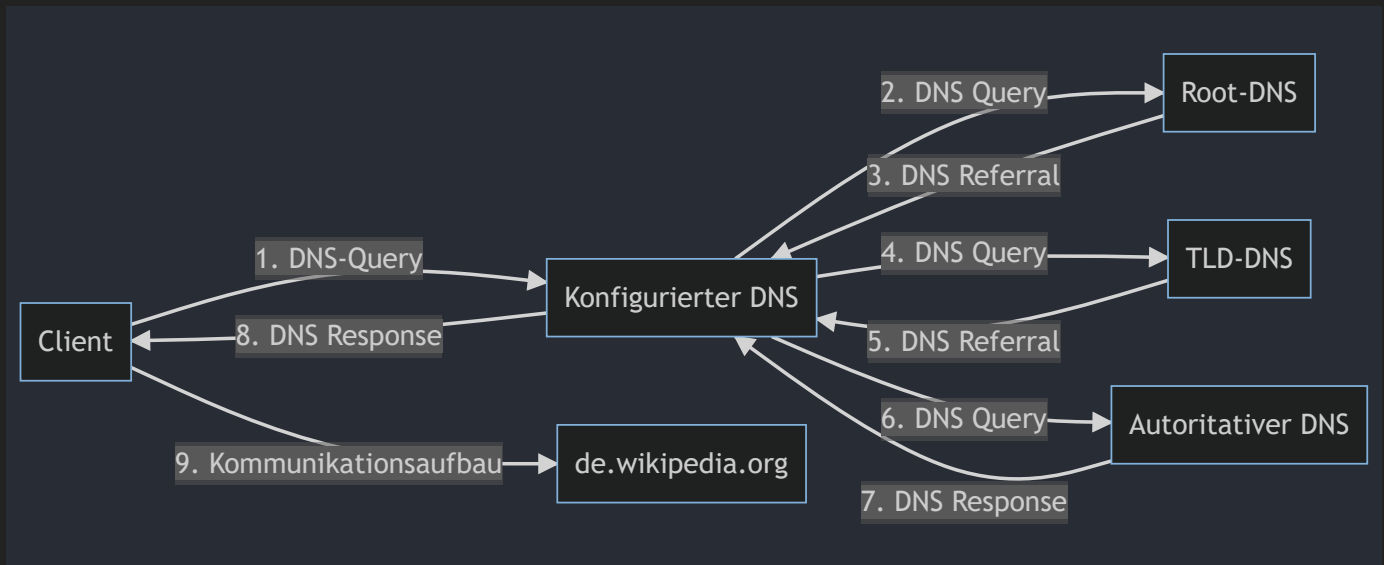 2. DNS Query
Root-DNS
3. DNS Referral
1. DNS-Query
4. DNS Query
TLD-DNS
Konfigurierter DNS
Client
8. DNS Response
5. DNS Referral
6. DNS Query
Autoritativer DNS
9. Kommunikationsaufbau
de.wikipedia.org
7. DNS Response